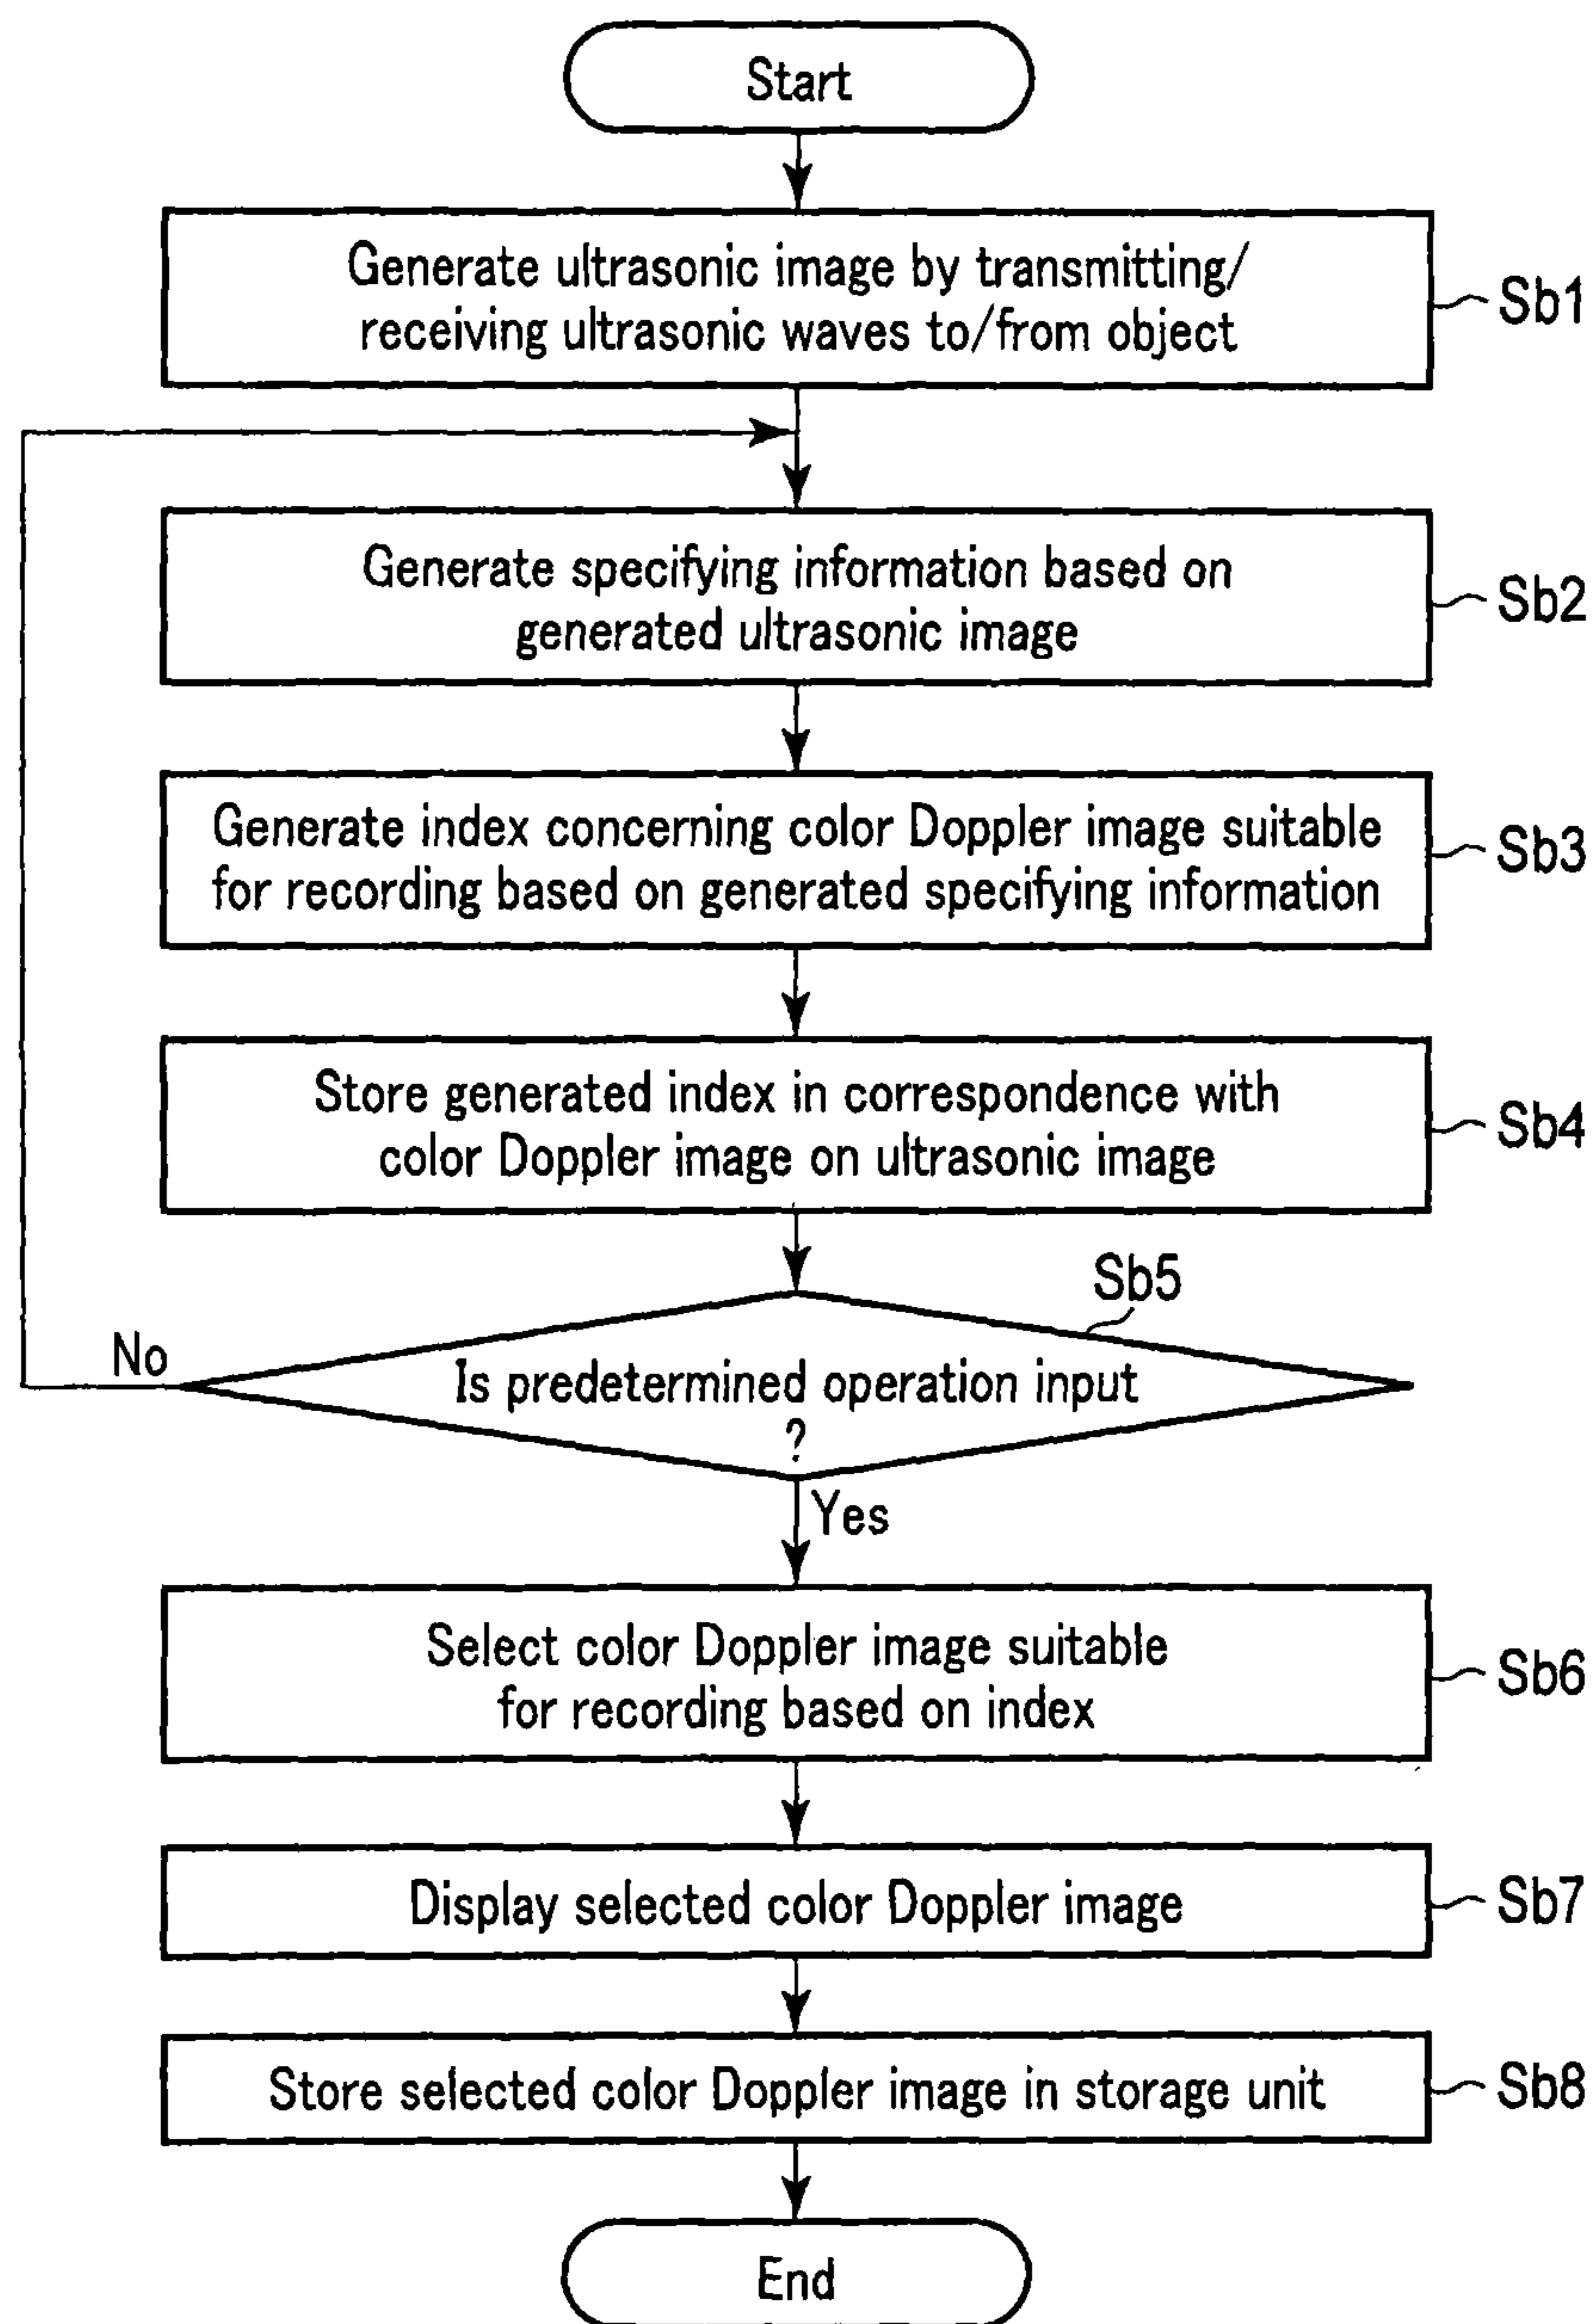 Start
Generate ultrasonic image by transmitting/
receiving ultrasonic waves to/from object
Sb1
Generate specifying information based on
generated ultrasonic image
Sb2
Generate index concerning color Doppler image suitable
for recording based on generated specifying information
Sb3
Store generated index in correspondence with
color Doppler image on ultrasonic image
Sb4
Sb5
No
Is predetermined operation input
?
Yes
Select color Doppler image suitable
for recording based on index
Sb6
Display selected color Doppler image
Sb7
Store selected color Doppler image in storage unit
Sb8
End